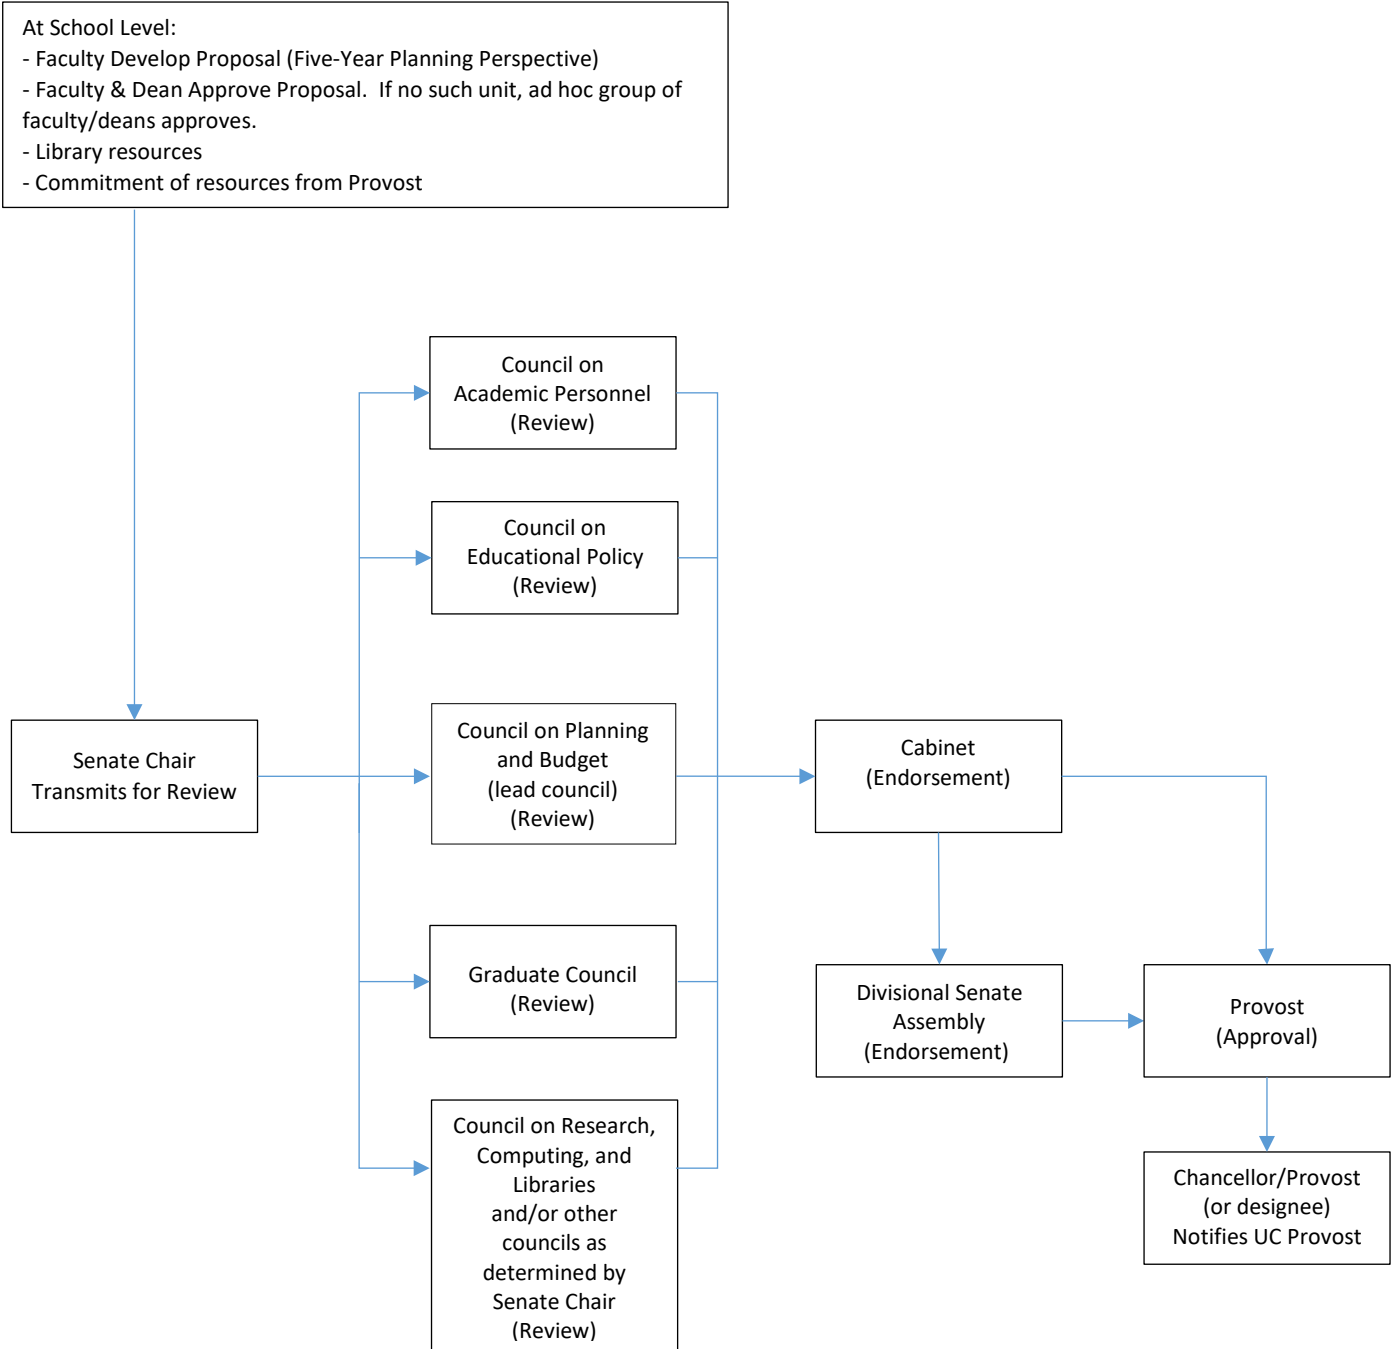 At School Level:
- Faculty Develop Proposal (Five-Year Planning Perspective)
- Faculty & Dean Approve Proposal.  If no such unit, ad hoc group of
faculty/deans approves.
- Library resources
- Commitment of resources from Provost
Senate Chair
Transmits for Review
Council on
Academic Personnel
(Review)
Council on
Educational Policy
(Review)
Council on Planning
and Budget
(lead council)
(Review)
Graduate Council
(Review)
Council on Research,
Computing, and
Libraries
and/or other
councils as
determined by
Senate Chair
(Review)
Cabinet
(Endorsement)
Divisional Senate
Assembly
(Endorsement)
Provost
(Approval)
Chancellor/Provost
(or designee)
Notifies UC Provost